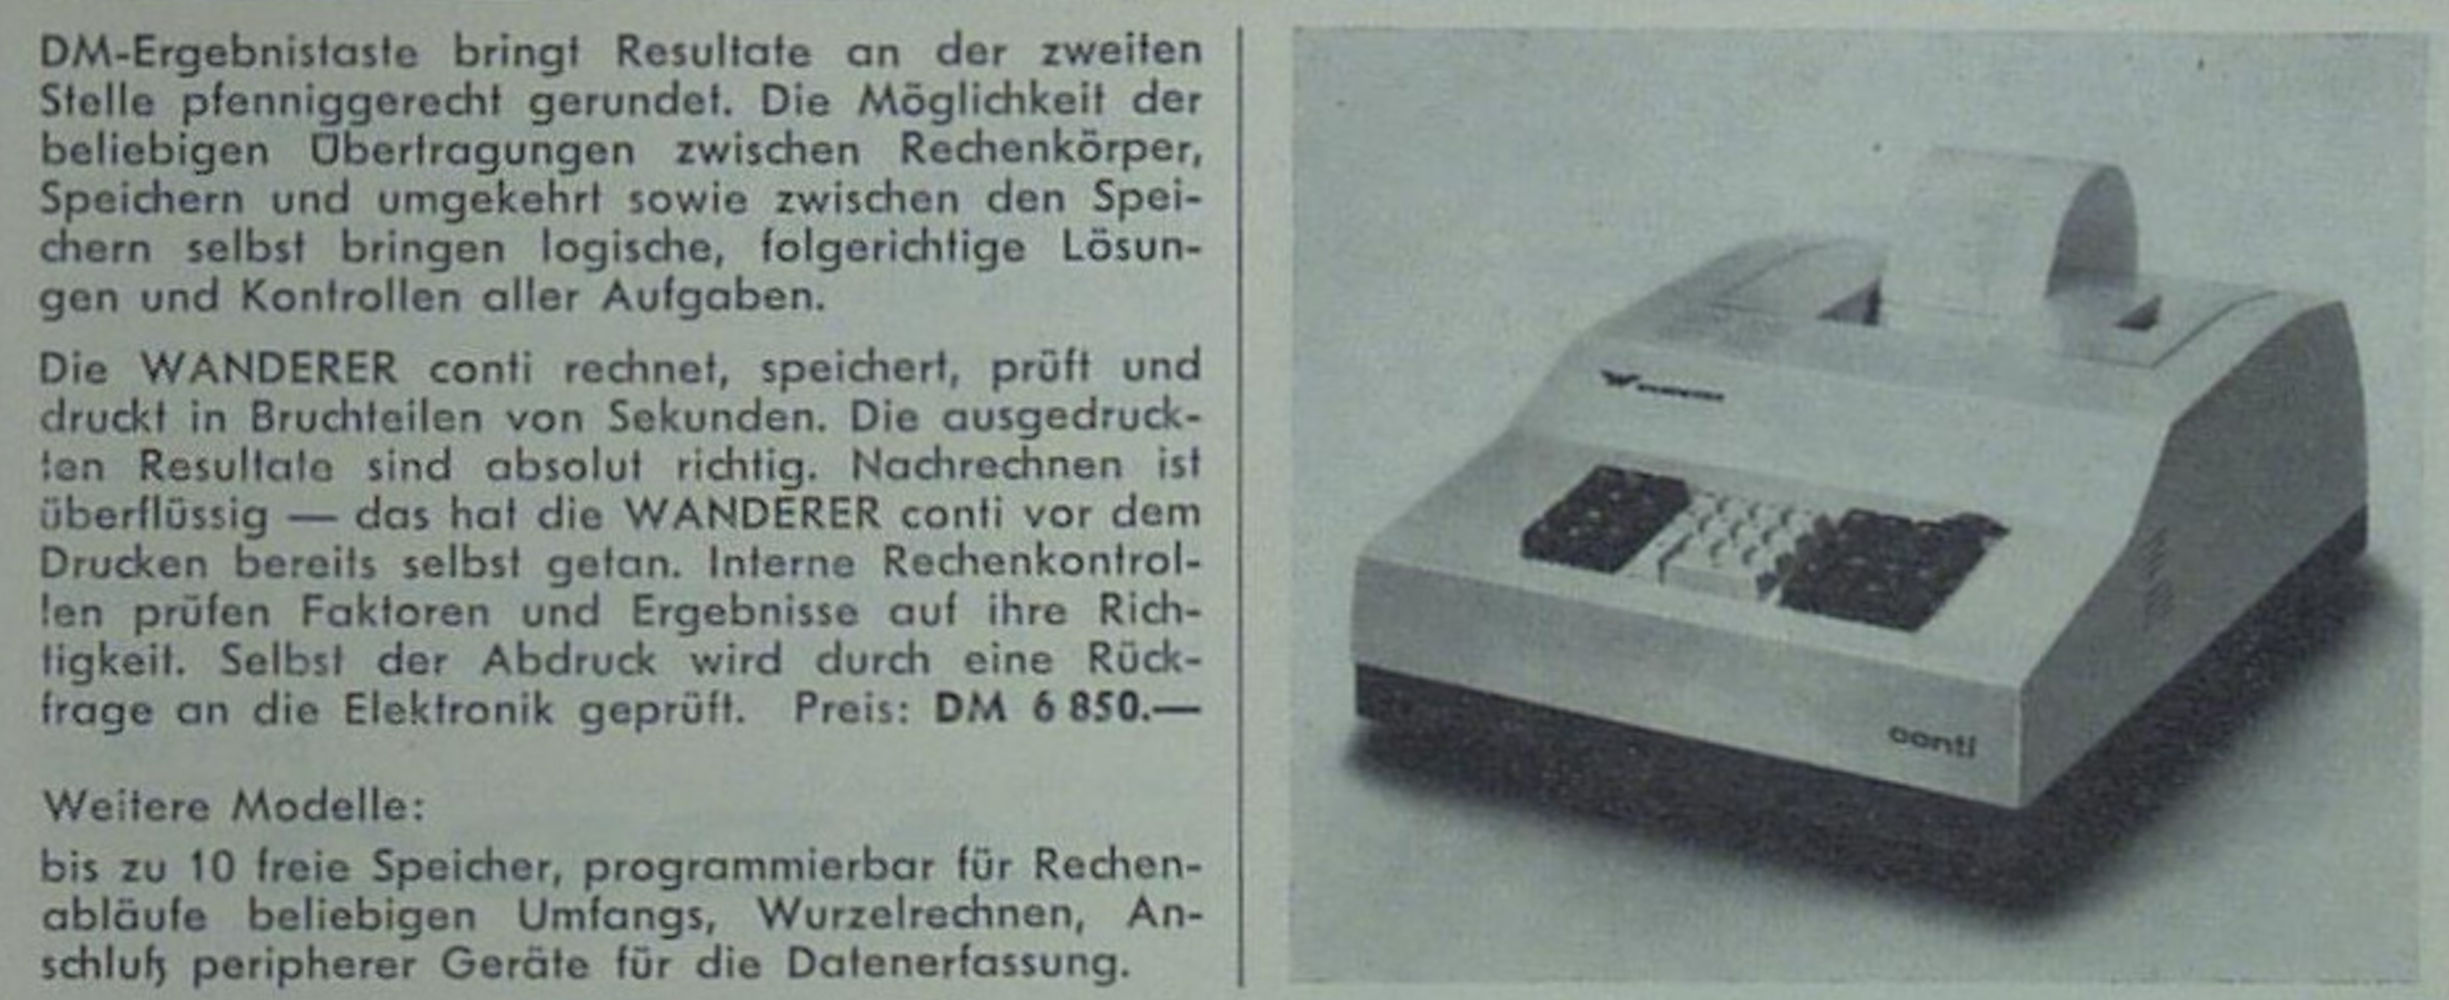 DM-Ergebnistaste bringt Resultate an der zweiten
Stelle pfenniggerecht gerundet. Die Möglichkeit der
beliebigen Übertragungen zwischen Rechenkörper,
Speichern und umgekehrt sowie zwischen den Spei-
chern selbst bringen logische, folgerichtige Lösun-
gen und Kontrollen aller Aufgaben.
Die WANDERER conti rechnet, speichert, prüft und
druckt in Bruchteilen von Sekunden. Die ausgedruck-
ten Resultate sind absolut richtig. Nachrechnen ist
überflüssig — das hat die WANDERER conti vor dem
Drucken bereits selbst getan. Interne Rechenkontrol-
len prüfen Faktoren und Ergebnisse auf ihre Rich-
tigkeit. Selbst der Abdruck wird durch eine Rück-
frage an die Elektronik geprüft. Preis: DM 6 850.—
Weitere Modelle:
bis zu 10 freie Speicher, programmierbar für Rechen-
abläufe beliebigen Umfangs, Wurzelrechnen, An-
schluß peripherer Geräte für die Datenerfassung.
Wanderer
conti